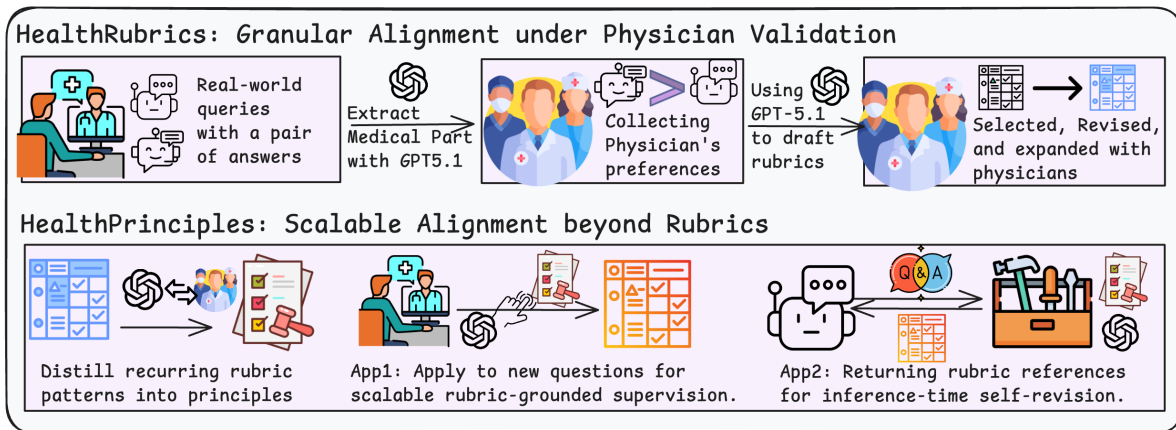 HealthRubrics: Granular Alignment under Physician Validation
Real-world
queries
with a pair
of answers
Extract
Medical Part
with GPT5.1
Collecting
Physician's
preferences
Using
GPT-5.1
to draft
rubrics
Selected, Revised,
and expanded with
physicians
HealthPrinciples: Scalable Alignment beyond Rubrics
Distill recurring rubric
patterns into principles
App1: Apply to new questions for
scalable rubric-grounded supervision.
Q & A
App2: Returning rubric references
for inference-time self-revision.